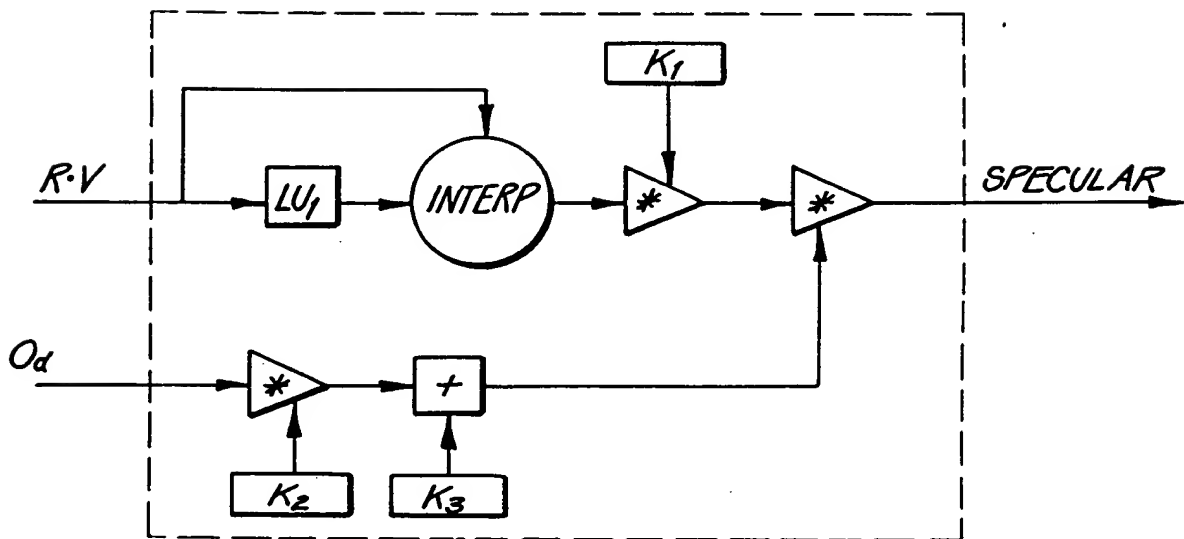 K1
R·V
LU1
INTERP
*
*
SPECULAR
Od
*
+
K2
K3